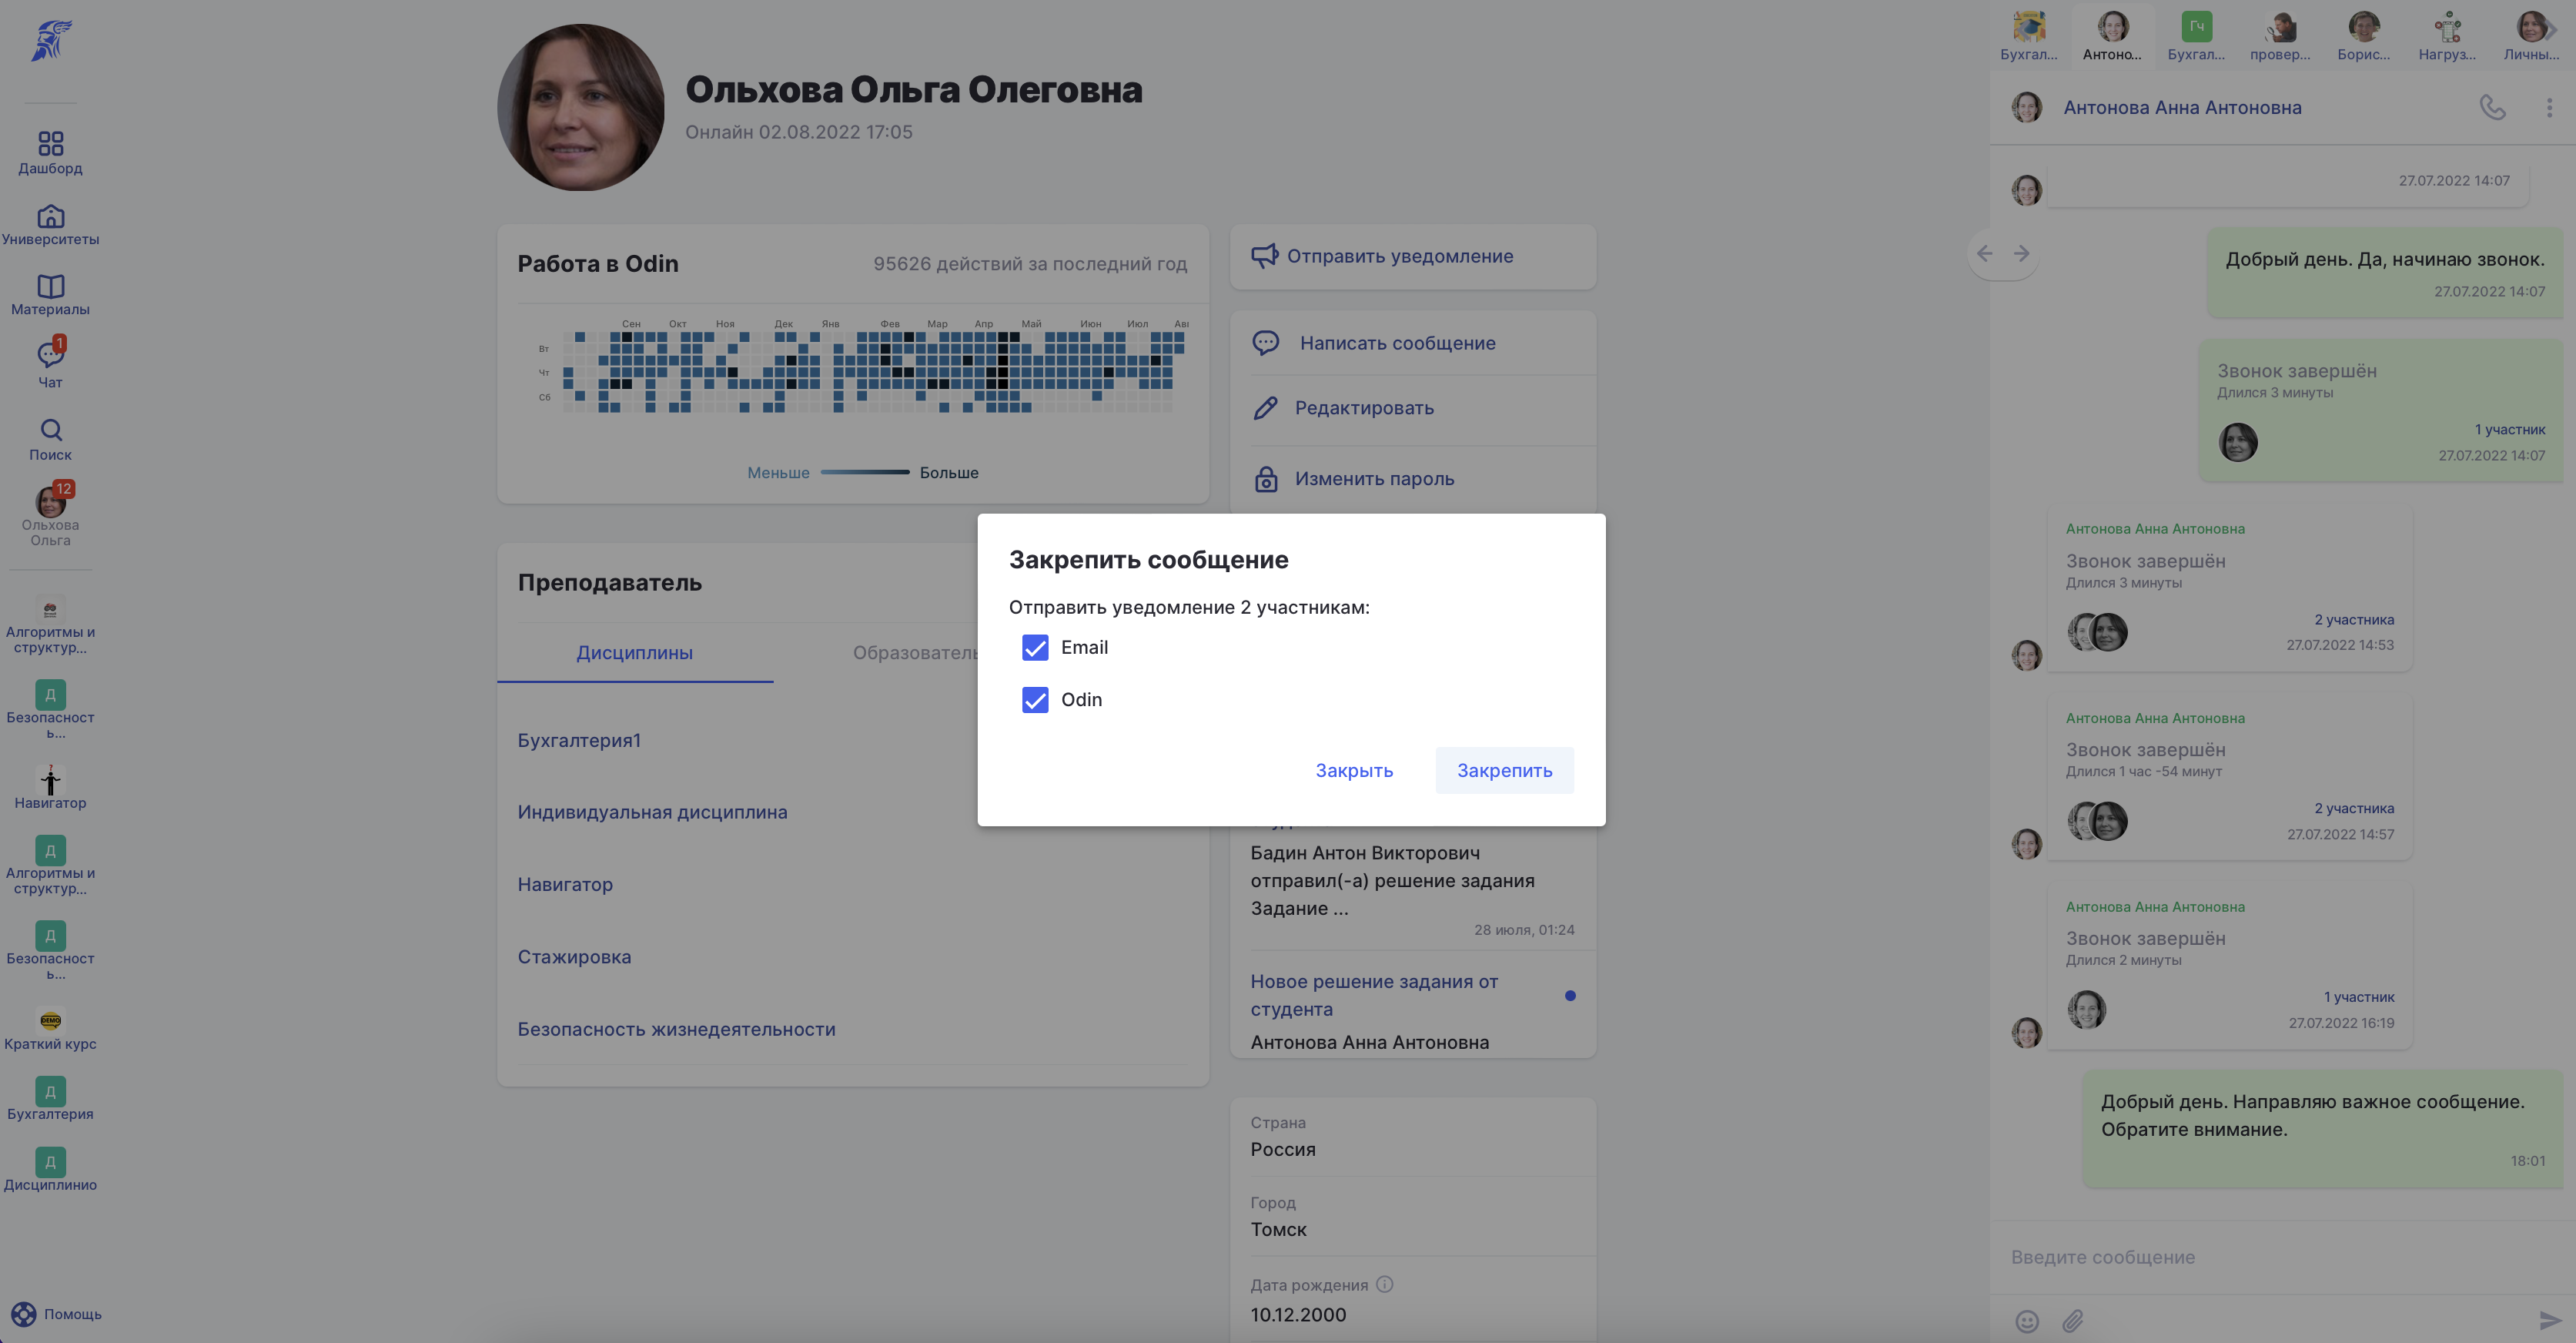 Дашборд
Университеты
Материалы
1
Чат
Поиск
12
Ольхова
Ольга
Алгоритмы и
структур...
Д
Безопасност
ь...
?
Навигатор
Д
Алгоритмы и
структур...
Д
Безопасност
ь...
DEMO
Краткий курс
Д
Бухгалтерия
Д
Дисциплинио
Помощь
Ольхова Ольга Олеговна
Онлайн 02.08.2022 17:05
Работа в Odin
95626 действий за последний год
Сен Окт Ноя Дек Янв Фев Мар Апр Май Июн Июл Авг
Вт
Чт
Сб
Меньше Больше
Преподаватель
Дисциплины
Образователь
Бухгалтерия1
Индивидуальная дисциплина
Навигатор
Стажировка
Безопасность жизнедеятельности
Отправить уведомление
Написать сообщение
Редактировать
Изменить пароль
Закрепить сообщение
Отправить уведомление 2 участникам:
Email
Odin
Закрыть
Закрепить
Бадин Антон Викторович
отправил(-а) решение задания
Задание ...
28 июля, 01:24
Новое решение задания от
студента
Антонова Анна Антоновна
Страна
Россия
Город
Томск
Дата рождения
10.12.2000
Гч
Бухгал... Антоно... Бухгал... провер... Борис... Нагруз... Личны...
Антонова Анна Антоновна
27.07.2022 14:07
Добрый день. Да, начинаю звонок.
27.07.2022 14:07
Звонок завершён
Длился 3 минуты
1 участник
27.07.2022 14:07
Антонова Анна Антоновна
Звонок завершён
Длился 3 минуты
2 участника
27.07.2022 14:53
Антонова Анна Антоновна
Звонок завершён
Длился 1 час -54 минут
2 участника
27.07.2022 14:57
Антонова Анна Антоновна
Звонок завершён
Длился 2 минуты
1 участник
27.07.2022 16:19
Добрый день. Направляю важное сообщение.
Обратите внимание.
18:01
Введите сообщение